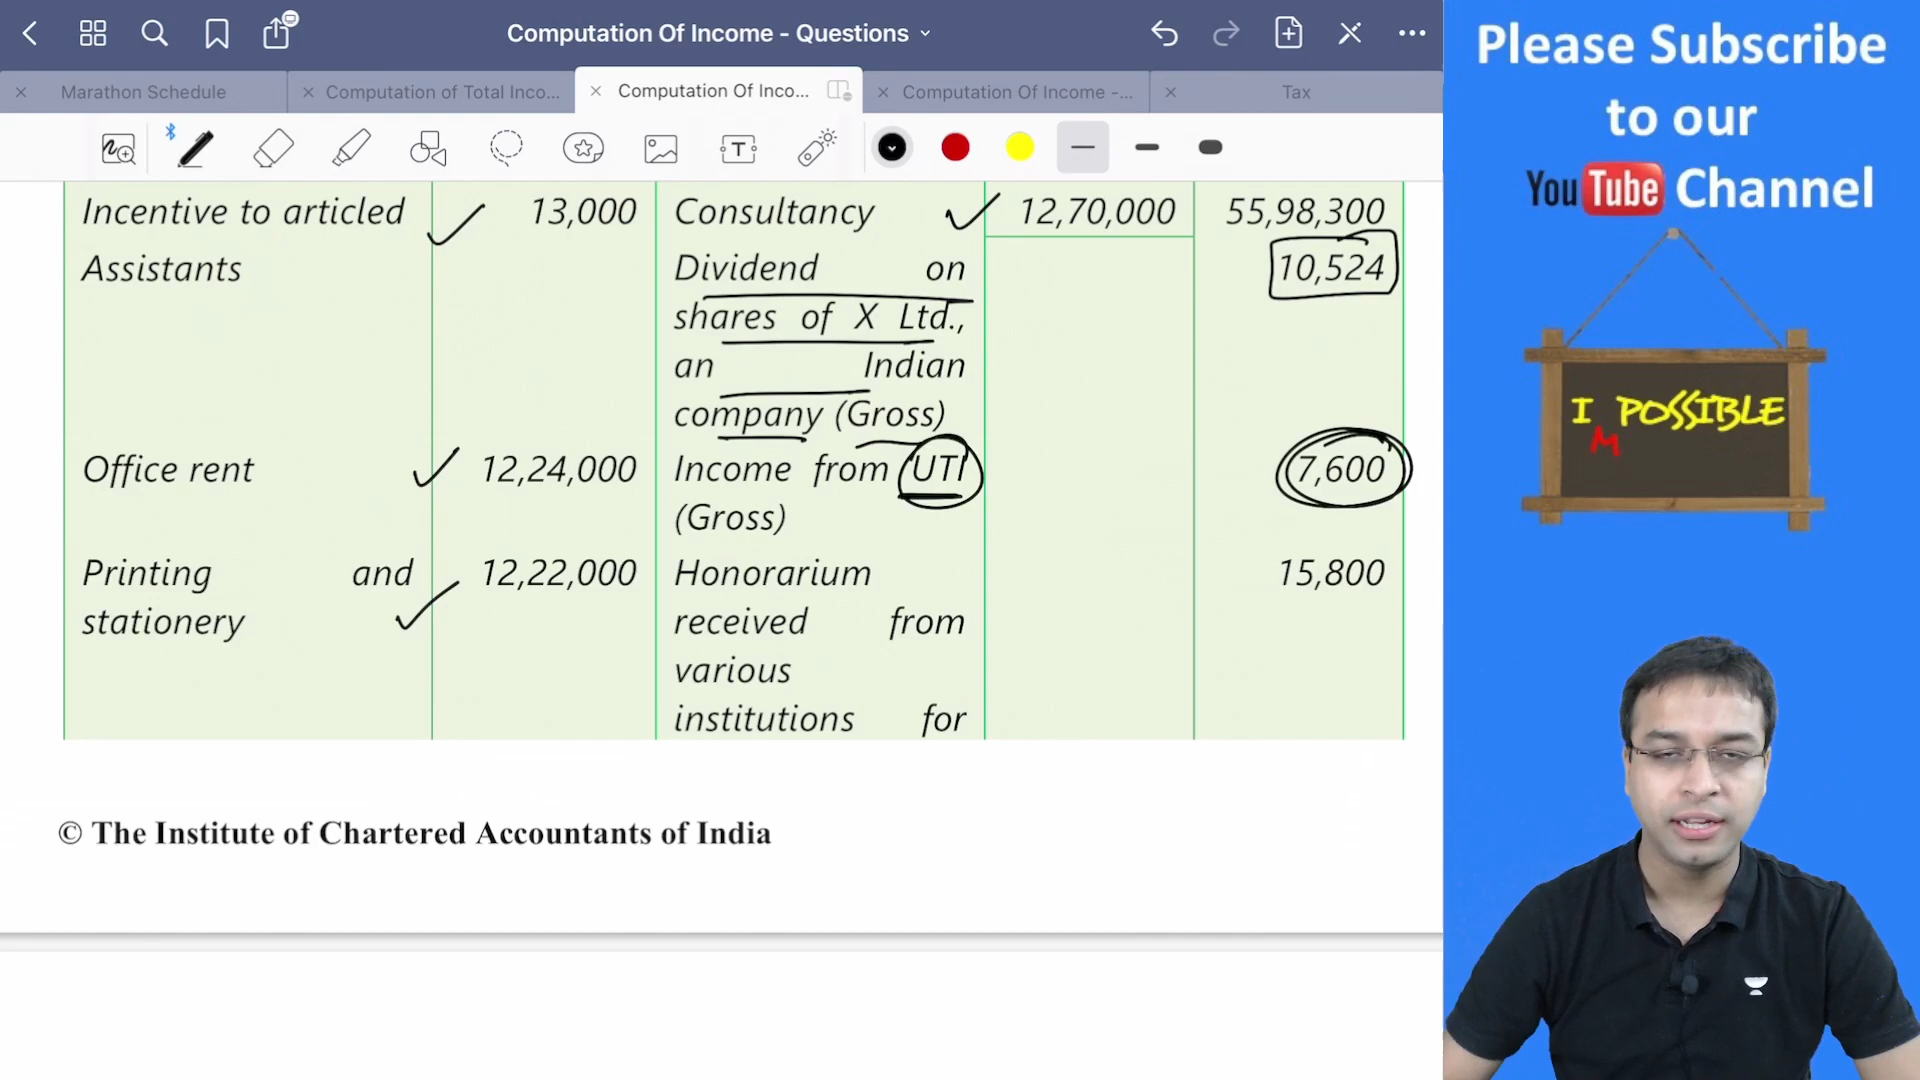 Computation Of Income - Questions
Marathon Schedule
Computation of Total Inco...
Computation Of Inco...
Computation Of Income -...
Tax
T
Incentive to articled 13,000 Consultancy 12,70,000 55,98,300
Assistants Dividend on 10,524
shares of X Ltd.,
an Indian
company (Gross)
Office rent 12,24,000 Income from UTI 7,600
(Gross)
Printing and 12,22,000 Honorarium 15,800
stationery received from
various
institutions for
© The Institute of Chartered Accountants of India
Please Subscribe
to our
YouTube Channel
I POSSIBLE
M